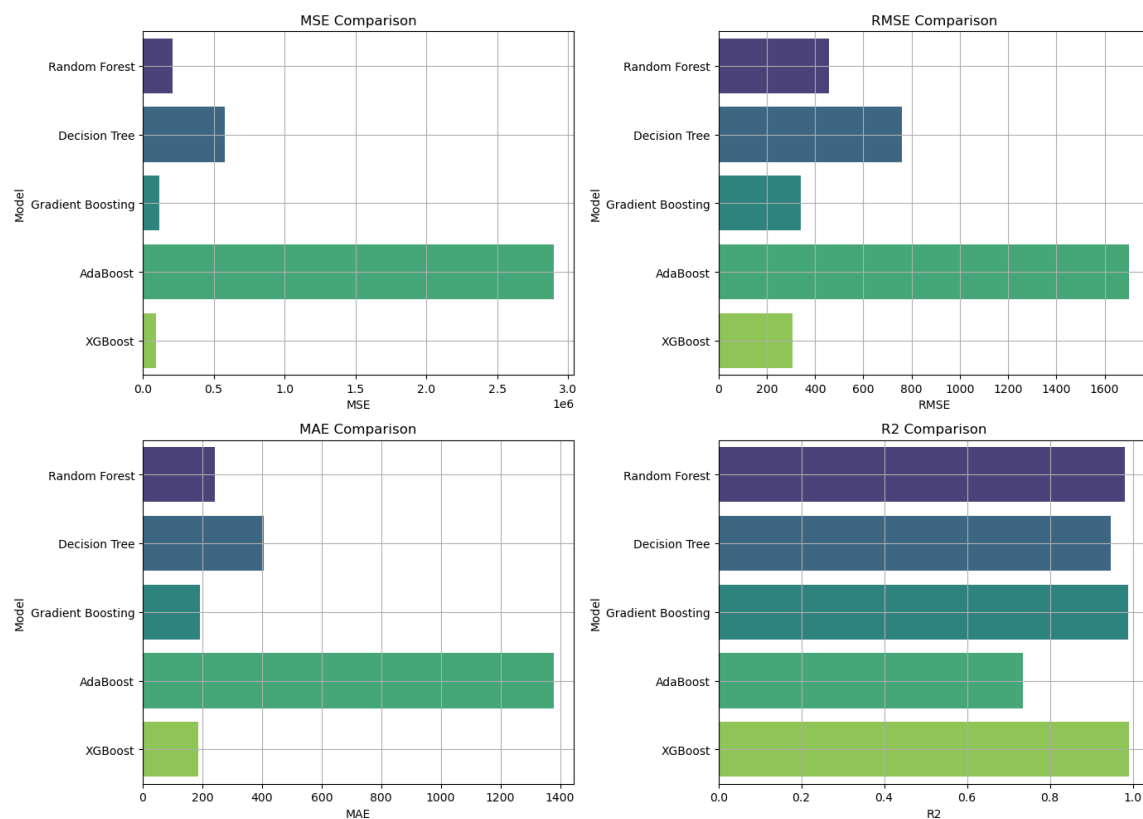 MSE Comparison
Model
Random Forest
Decision Tree
Gradient Boosting
AdaBoost
XGBoost
0.0 0.5 1.0 1.5 2.0 2.5 3.0
1e6
MSE
RMSE Comparison
Model
Random Forest
Decision Tree
Gradient Boosting
AdaBoost
XGBoost
0 200 400 600 800 1000 1200 1400 1600
RMSE
MAE Comparison
Model
Random Forest
Decision Tree
Gradient Boosting
AdaBoost
XGBoost
0 200 400 600 800 1000 1200 1400
MAE
R2 Comparison
Model
Random Forest
Decision Tree
Gradient Boosting
AdaBoost
XGBoost
0.0 0.2 0.4 0.6 0.8 1.0
R2